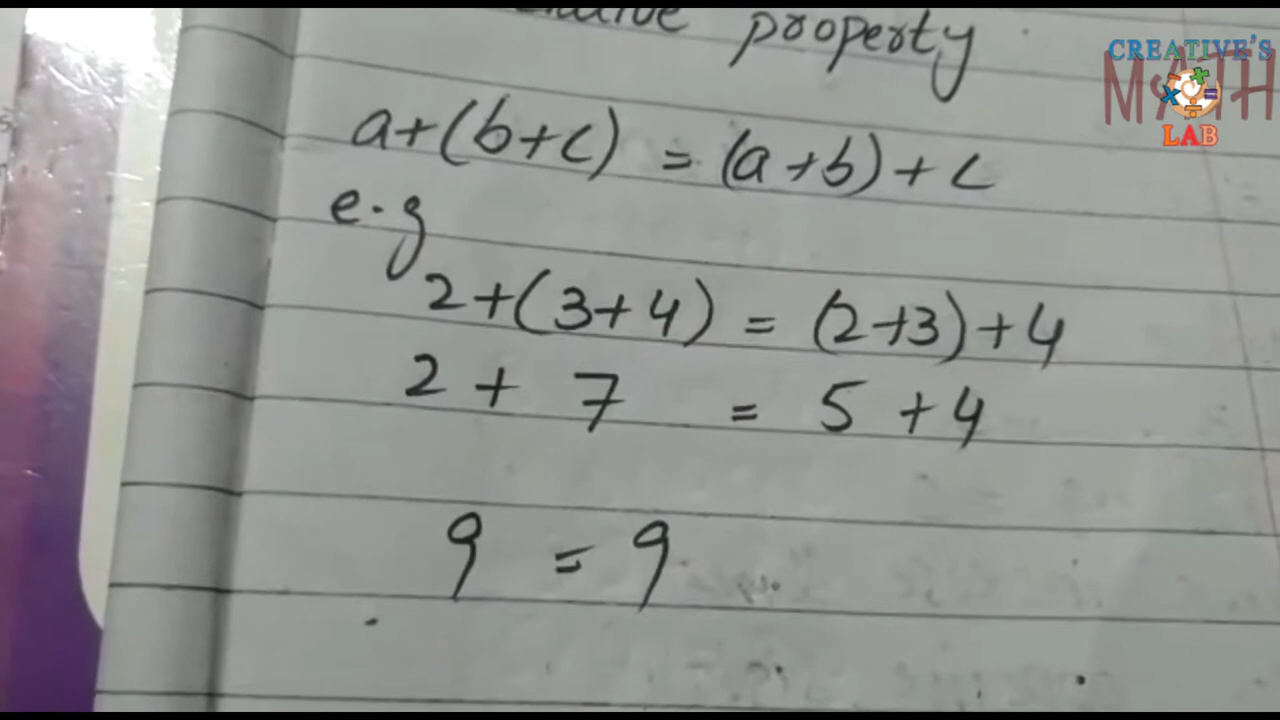 property
a+(b+c) = (a+b)+c
e.g
2+(3+4) = (2+3)+4
2 + 7 = 5 + 4
9 = 9
CREATIVE'S
MATH
LAB